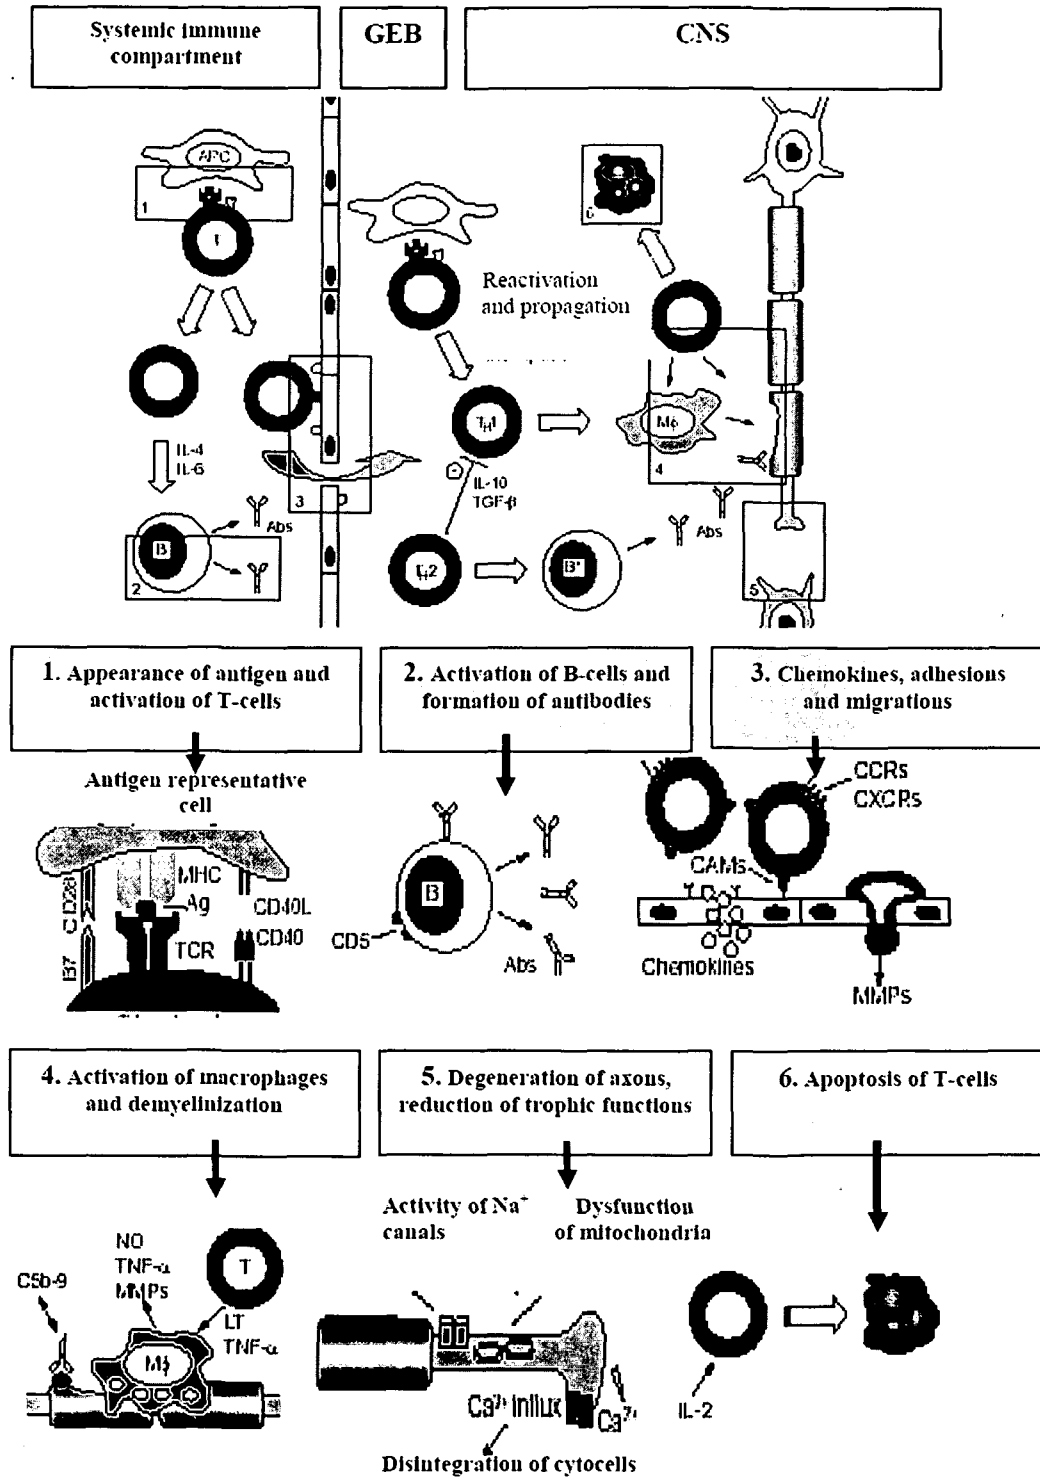 Systemic immune
compartment
GEB
CNS
APC
1
T
6
Reactivation
and propagation
IL-4
IL-6
3
TH1
IL-10
TGF-β
Mϕ
4
Abs
B
2
TH2
B'
Abs
5
1. Appearance of antigen and
activation of T-cells
2. Activation of B-cells and
formation of antibodies
3. Chemokines, adhesions
and migrations
Antigen representative
cell
MHC
Ag
CD28
CD40L
CD40
TCR
B7
B
CD5
Abs
CCRs
CXCRs
CAMs
Chemokines
MMPs
4. Activation of macrophages
and demyelinization
5. Degeneration of axons,
reduction of trophic functions
6. Apoptosis of T-cells
Activity of Na+
canals
Dysfunction
of mitochondria
NO
TNF-α
MMPs
C5b-9
T
LT
TNF-α
Mϕ
Ca2+ influx
Ca2+
IL-2
Disintegration of cytocells